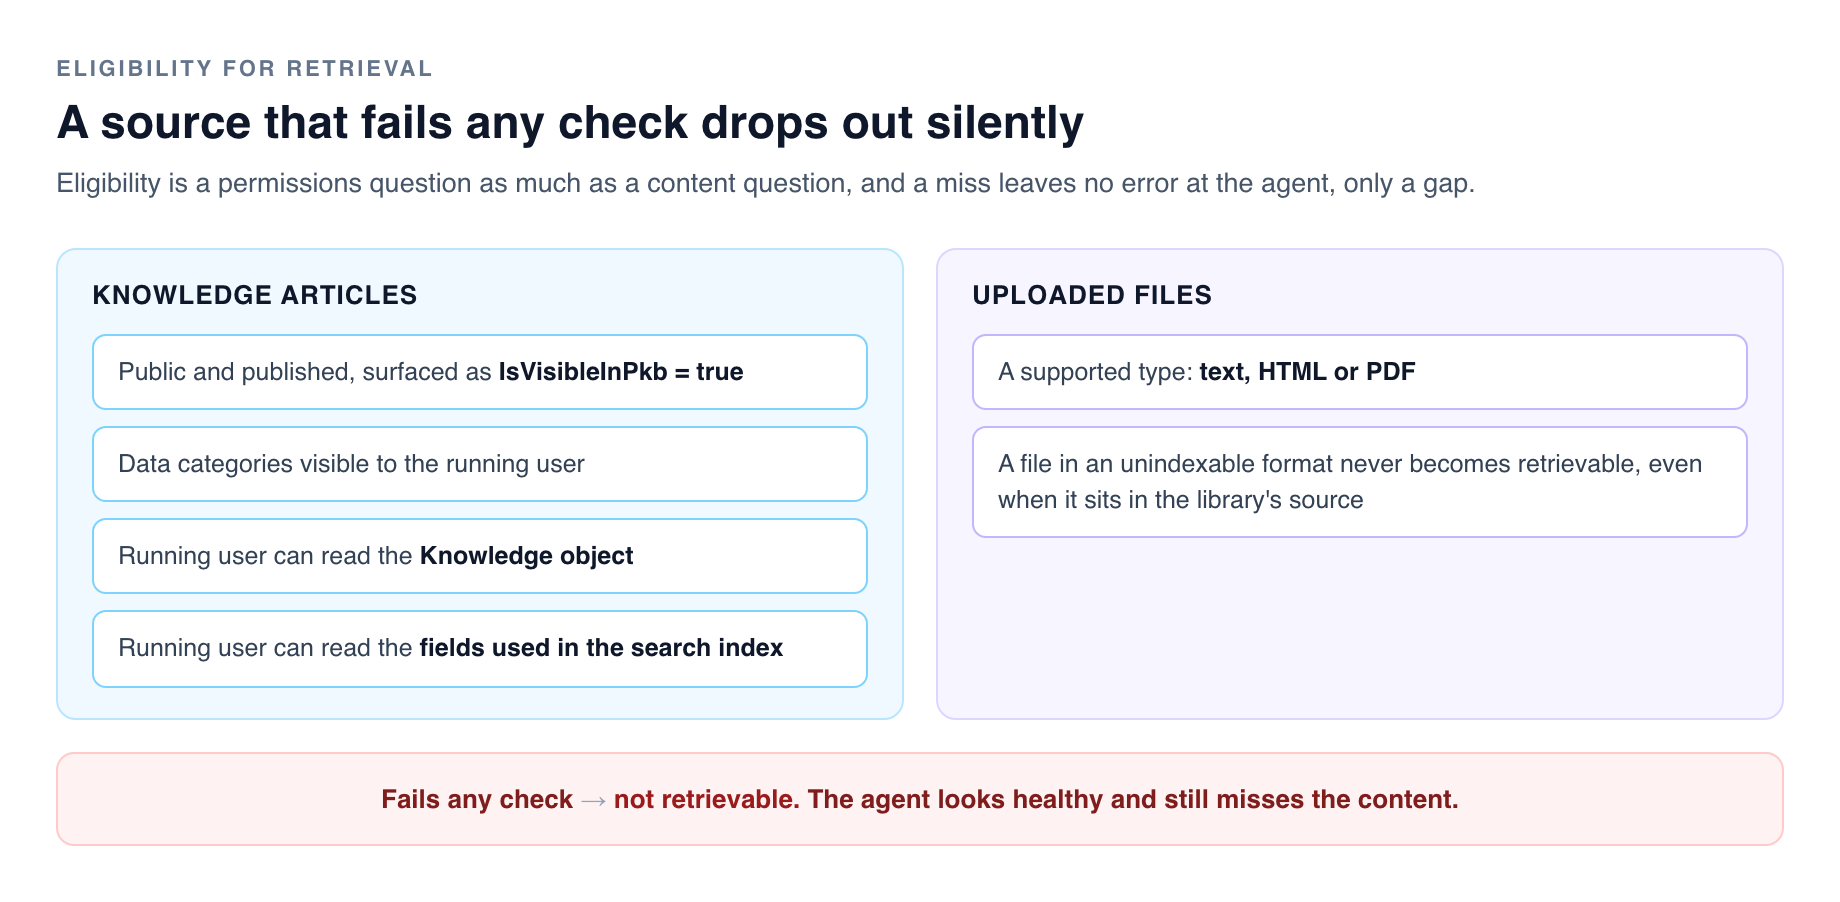 ELIGIBILITY FOR RETRIEVAL
A source that fails any check drops out silently
Eligibility is a permissions question as much as a content question, and a miss leaves no error at the agent, only a gap.
KNOWLEDGE ARTICLES
Public and published, surfaced as IsVisibleInPkb = true
Data categories visible to the running user
Running user can read the Knowledge object
Running user can read the fields used in the search index
UPLOADED FILES
A supported type: text, HTML or PDF
A file in an unindexable format never becomes retrievable, even
when it sits in the library's source
Fails any check → not retrievable. The agent looks healthy and still misses the content.